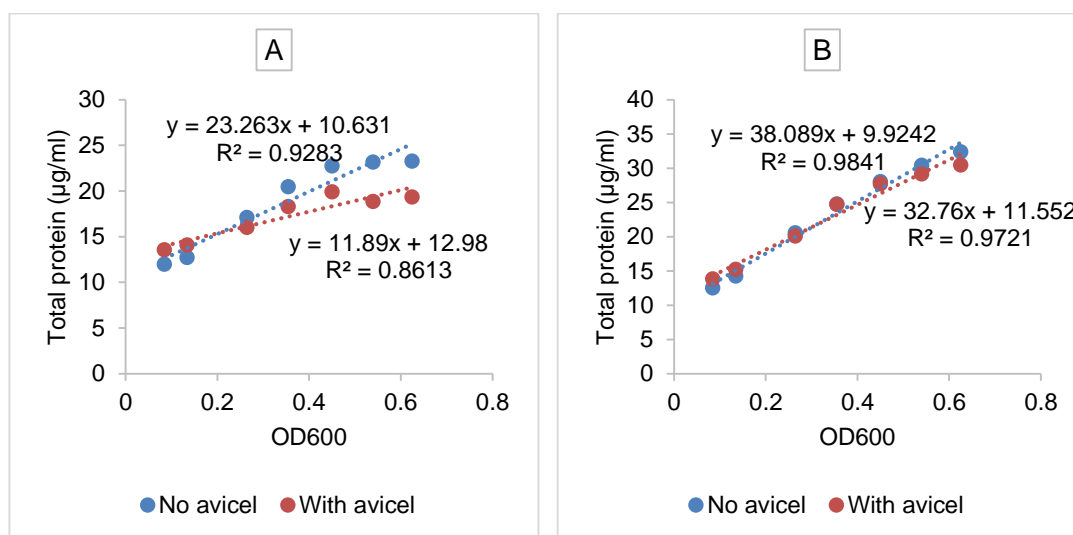 A
Total protein (µg/ml)
30
25
20
15
10
5
0
y = 23.263x + 10.631
R² = 0.9283
y = 11.89x + 12.98
R² = 0.8613
0 0.2 0.4 0.6 0.8
OD600
No avicel With avicel
B
Total protein (µg/ml)
40
35
30
25
20
15
10
5
0
y = 38.089x + 9.9242
R² = 0.9841
y = 32.76x + 11.552
R² = 0.9721
0 0.2 0.4 0.6 0.8
OD600
No avicel With avicel